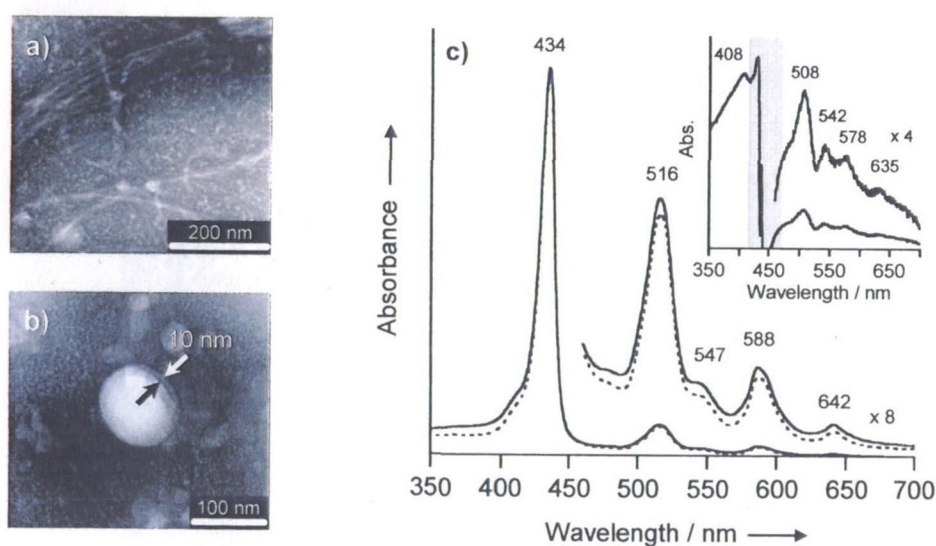 a)
200 nm
b)
10 nm
100 nm
c)
434
516
547
588
642
x 8
350 400 450 500 550 600 650 700
Wavelength / nm
Absorbance
408
508
542
578
x 4
635
Abs.
350 450 550 650
Wavelength / nm